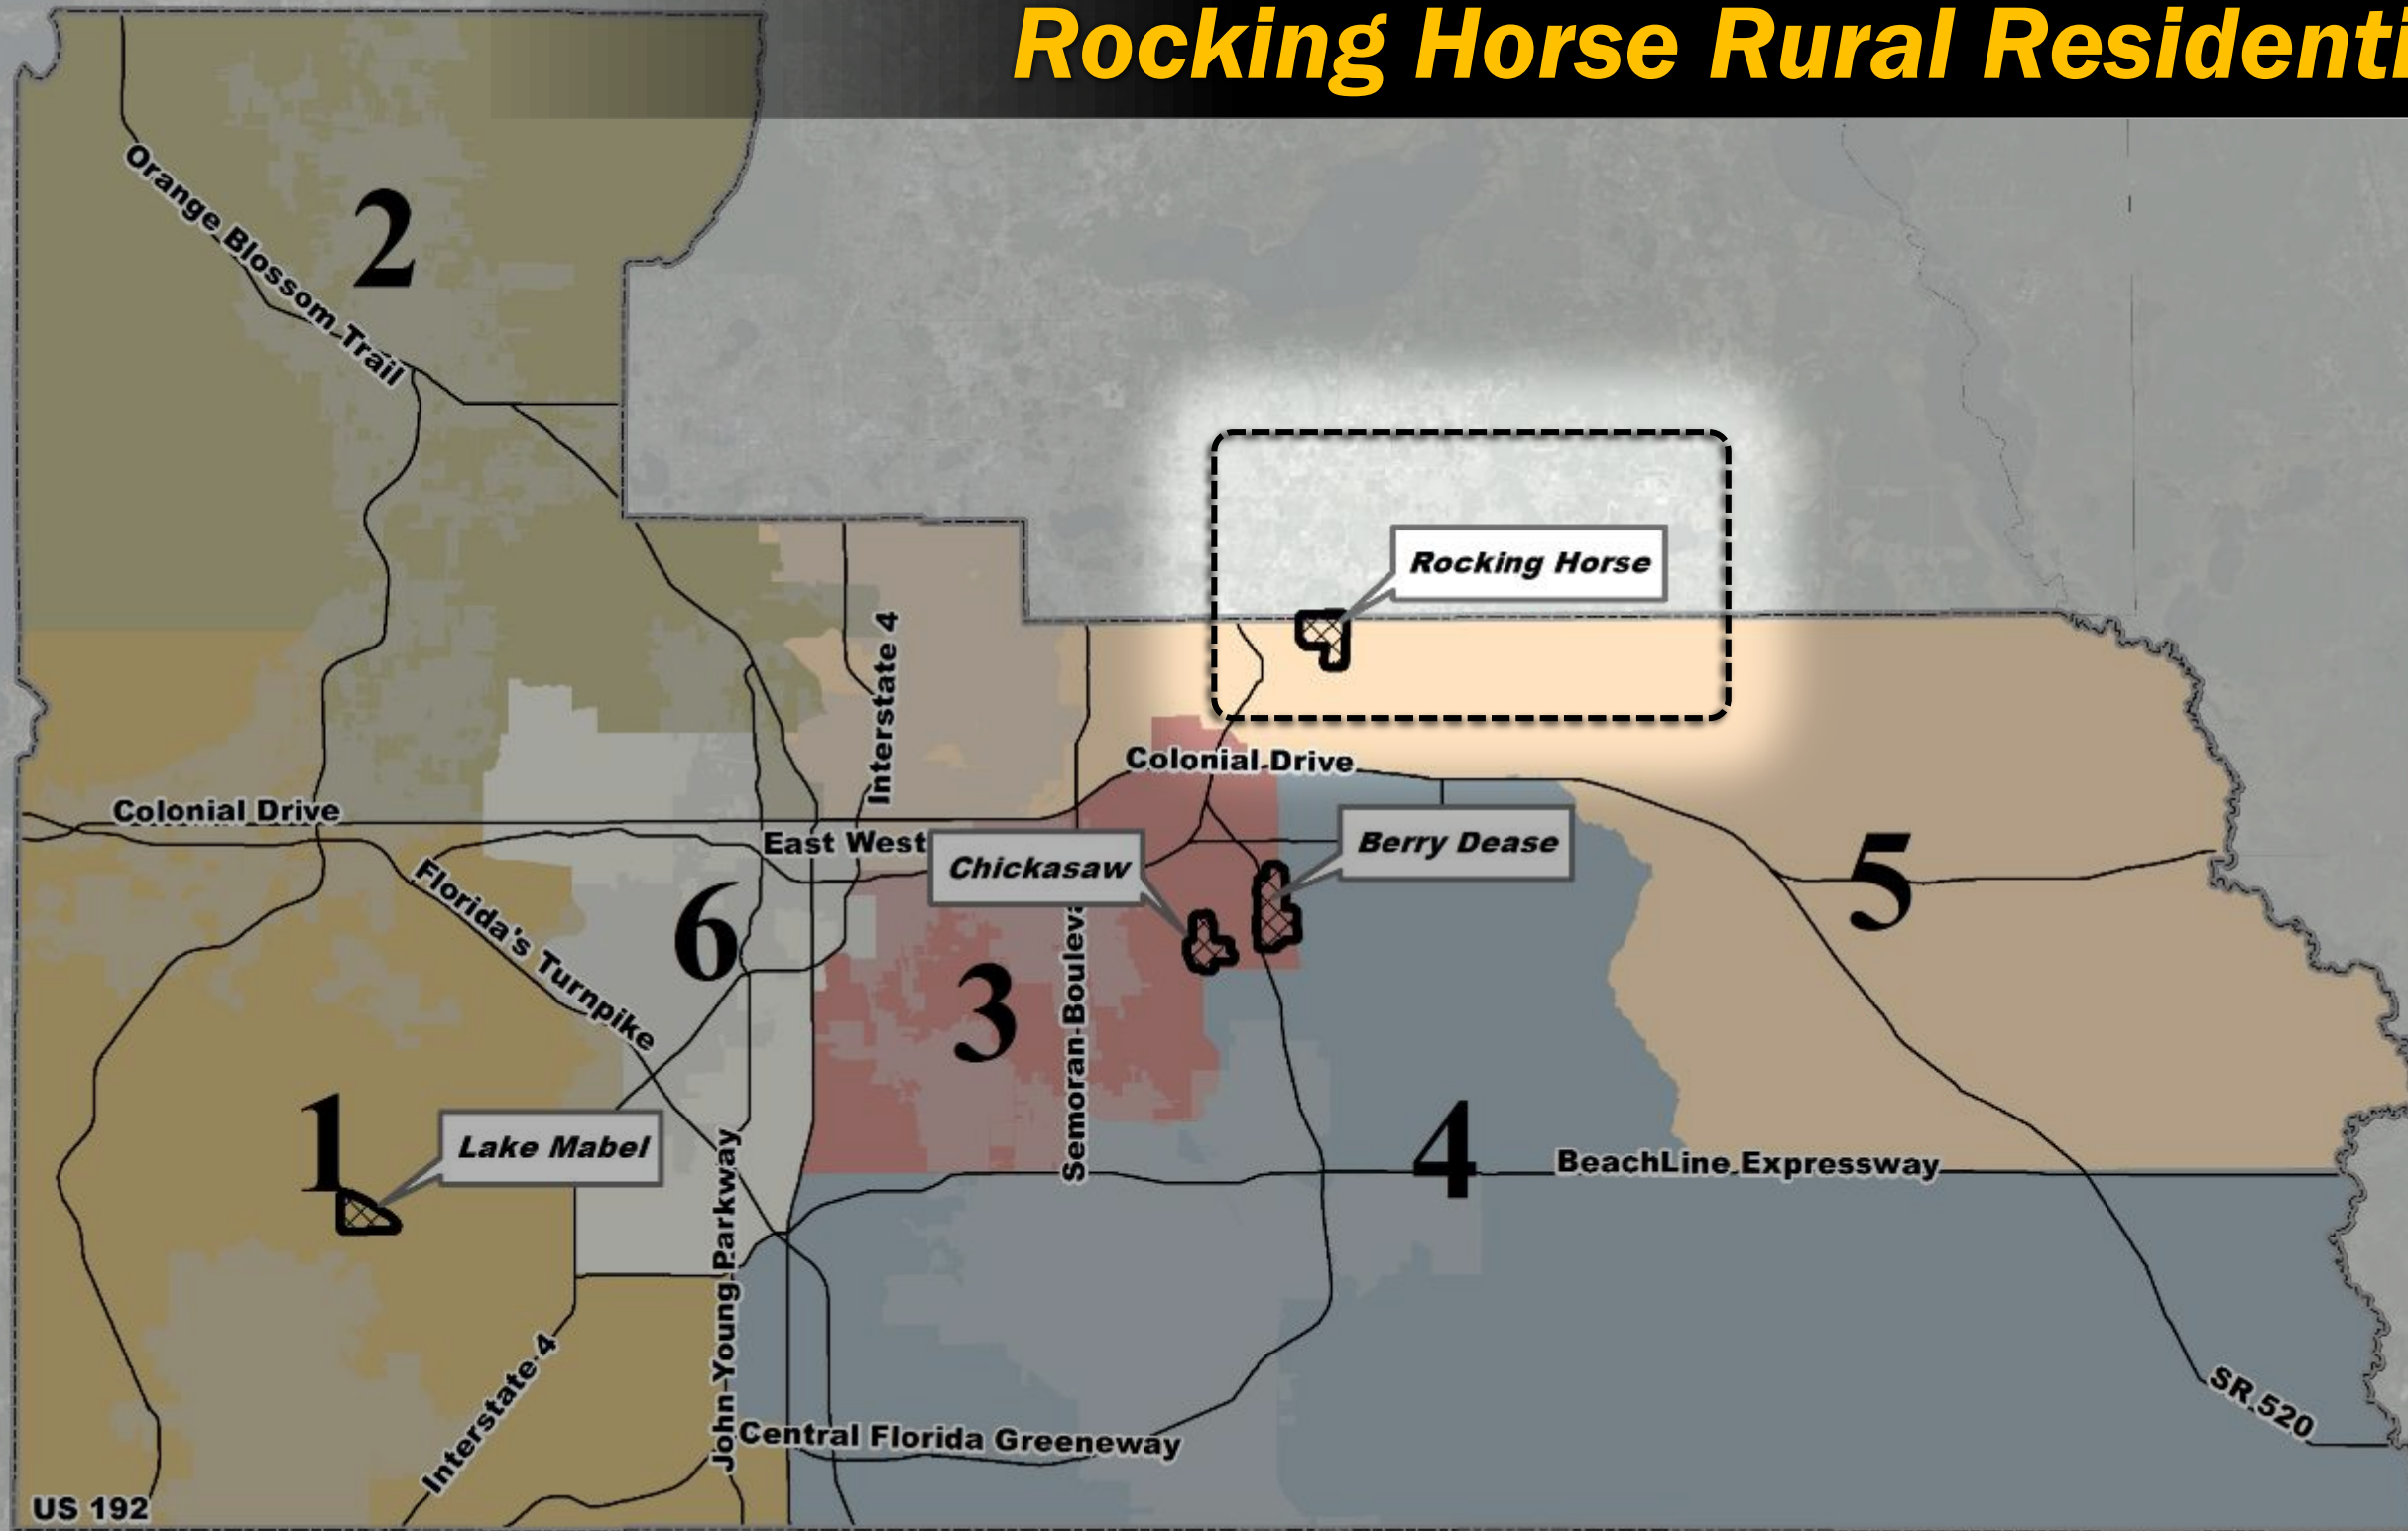 Rocking Horse Rural Residenti
Orange Blossom Trail
2
Rocking Horse
Interstate 4
Colonial Drive
Colonial Drive
East West
Chickasaw
Berry Dease
Florida's Turnpike
6
5
3
Semoran Bouleva
1
Lake Mabel
4
BeachLine Expressway
John Young Parkway
Interstate 4
Central Florida Greeneway
SR 520
US 192